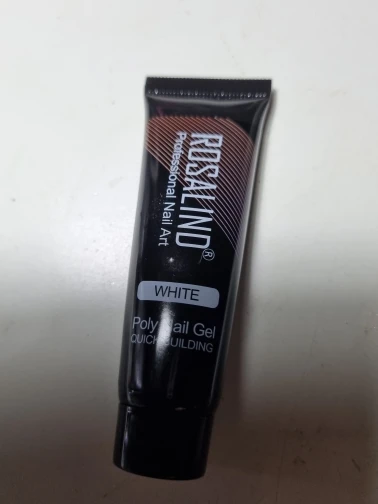 ROSALIND®
Professional Nail Art
WHITE
Poly Nail Gel
QUICK BUILDING